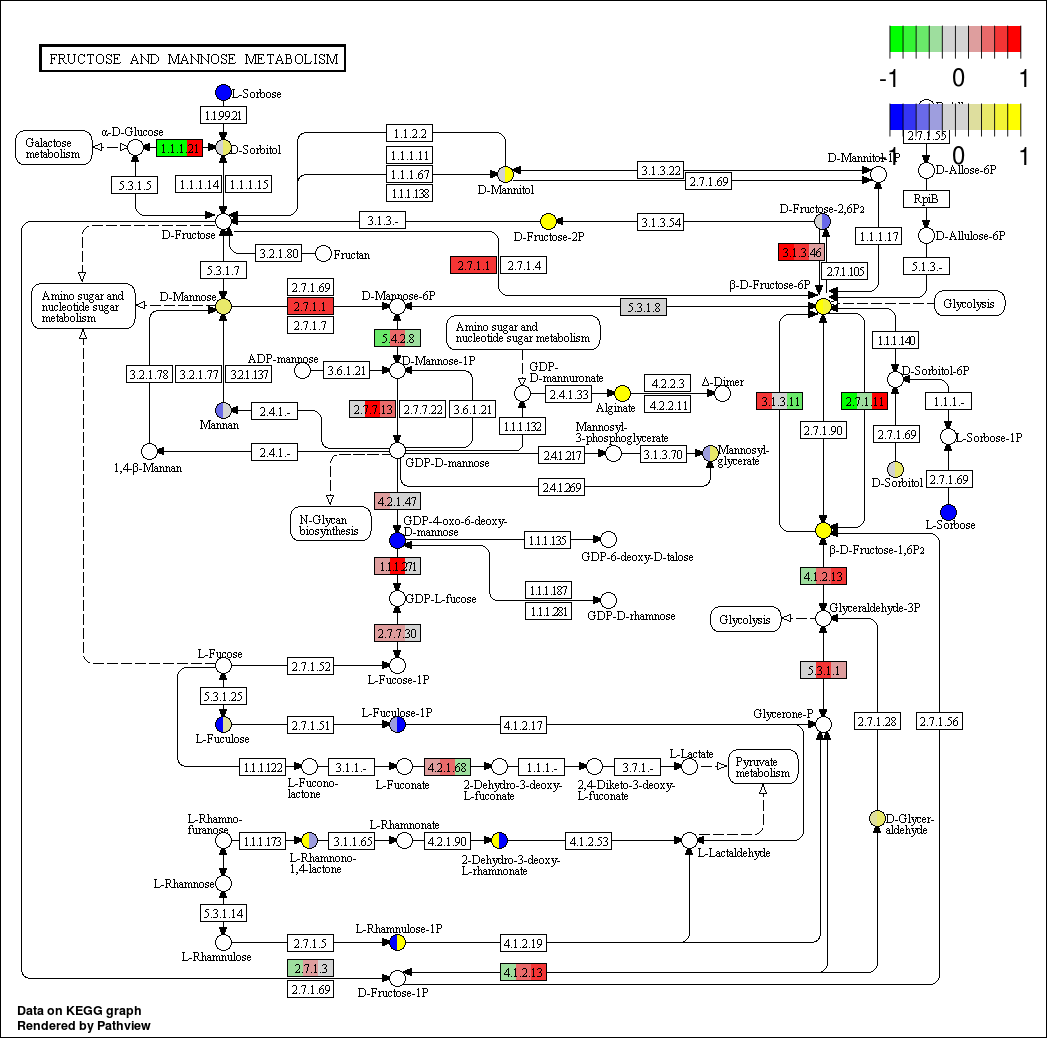 FRUCTOSE AND MANNOSE METABOLISM
-1 0 1
-1 0 1
L-Sorbose
1.1.99.21
α-D-Glucose
Galactose
metabolism
1.1.1.21
D-Sorbitol
5.3.1.5
1.1.1.14
1.1.1.15
1.1.2.2
1.1.1.11
1.1.1.67
1.1.1.138
D-Mannitol
3.1.3.22
2.7.1.69
D-Mannitol-1P
2.7.1.55
D-Allose-6P
RpiB
D-Allulose-6P
5.1.3.-
D-Fructose
3.1.3.-
D-Fructose-2P
3.1.3.54
D-Fructose-2,6P2
1.1.1.17
3.2.1.80
Fructan
5.3.1.7
2.7.1.1
2.7.1.4
3.1.3.46
2.7.1.105
β-D-Fructose-6P
Glycolysis
Amino sugar and
nucleotide sugar
metabolism
D-Mannose
2.7.1.69
2.7.1.1
2.7.1.7
D-Mannose-6P
5.3.1.8
5.4.2.8
Amino sugar and
nucleotide sugar metabolism
1.1.1.140
D-Sorbitol-6P
3.2.1.78
3.2.1.77
3.2.1.137
ADP-mannose
3.6.1.21
D-Mannose-1P
GDP-
D-mannuronate
2.4.1.33
Alginate
4.2.2.3
4.2.2.11
Δ-Dimer
Mannan
2.4.1.-
2.7.7.13
2.7.7.22
3.6.1.21
1.1.1.132
3.1.3.11
2.7.1.11
2.7.1.90
1.1.1.-
2.7.1.69
L-Sorbose-1P
2.7.1.69
D-Sorbitol
L-Sorbose
1,4-β-Mannan
2.4.1.-
GDP-D-mannose
Mannosyl-
3-phosphoglycerate
2.4.1.217
3.1.3.70
Mannosyl-
glycerate
2.4.1.269
N-Glycan
biosynthesis
4.2.1.47
GDP-4-oxo-6-deoxy-
D-mannose
1.1.1.135
GDP-6-deoxy-D-talose
β-D-Fructose-1,6P2
1.1.1.271
4.1.2.13
GDP-L-fucose
1.1.1.187
1.1.1.281
GDP-D-rhamnose
Glycolysis
Glyceraldehyde-3P
2.7.7.30
L-Fucose
2.7.1.52
L-Fucose-1P
5.3.1.1
5.3.1.25
L-Fuculose
2.7.1.51
L-Fuculose-1P
4.1.2.17
Glycerone-P
2.7.1.28
2.7.1.56
1.1.1.122
L-Fucono-
lactone
3.1.1.-
L-Fuconate
4.2.1.68
2-Dehydro-3-deoxy-
L-fuconate
1.1.1.-
2,4-Diketo-3-deoxy-
L-fuconate
3.7.1.-
L-Lactate
Pyruvate
metabolism
L-Rhamno-
furanose
1.1.1.173
L-Rhamnono-
1,4-lactone
3.1.1.65
L-Rhamnonate
4.2.1.90
2-Dehydro-3-deoxy-
L-rhamnonate
4.1.2.53
L-Lactaldehyde
D-Glycer-
aldehyde
L-Rhamnose
5.3.1.14
L-Rhamnulose
2.7.1.5
L-Rhamnulose-1P
4.1.2.19
2.7.1.3
2.7.1.69
D-Fructose-1P
4.1.2.13
Data on KEGG graph
Rendered by Pathview